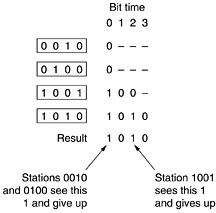 Bit time
0 1 2 3
0 0 1 0 0 – – –
0 1 0 0 0 – – –
1 0 0 1 1 0 0 –
1 0 1 0 1 0 1 0
Result 1 0 1 0
Stations 0010
and 0100 see this
1 and give up
Station 1001
sees this 1
and gives up